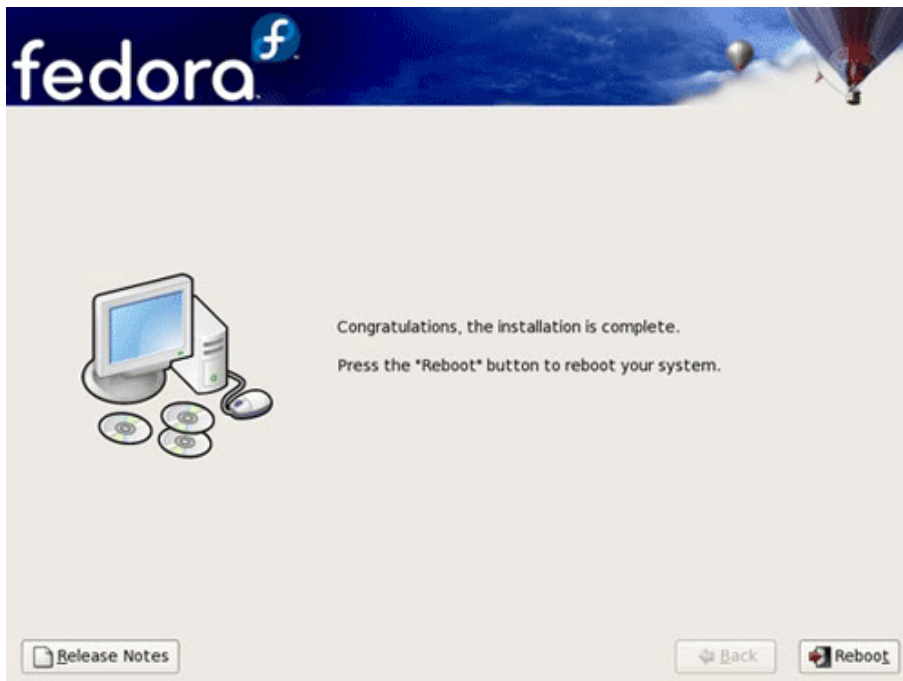 fedora
Congratulations, the installation is complete.
Press the "Reboot" button to reboot your system.
Release Notes
Back
Reboot